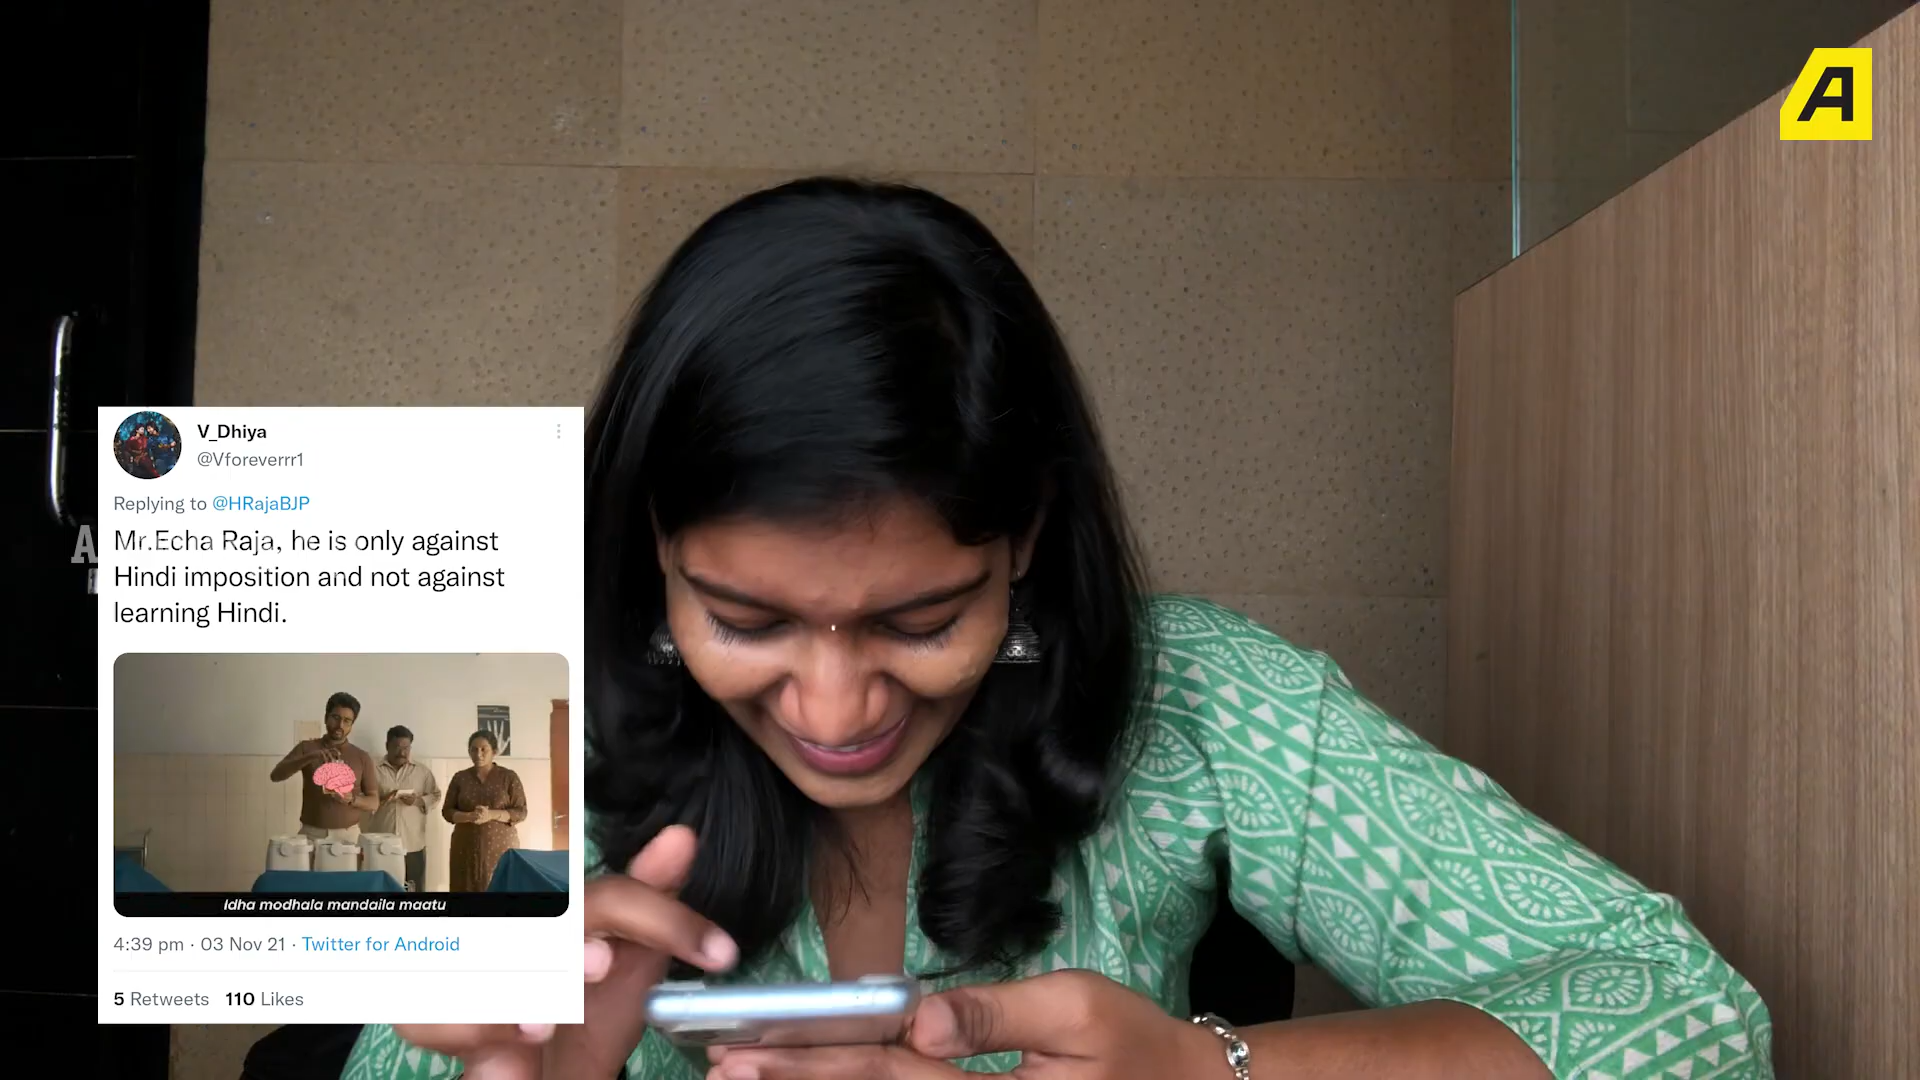 A
V_Dhiya
@Vforeverrr1
Replying to @HRajaBJP
Mr.Echa Raja, he is only against
Hindi imposition and not against
learning Hindi.
Idha modhala mandaila maatu
4:39 pm · 03 Nov 21 · Twitter for Android
5 Retweets 110 Likes